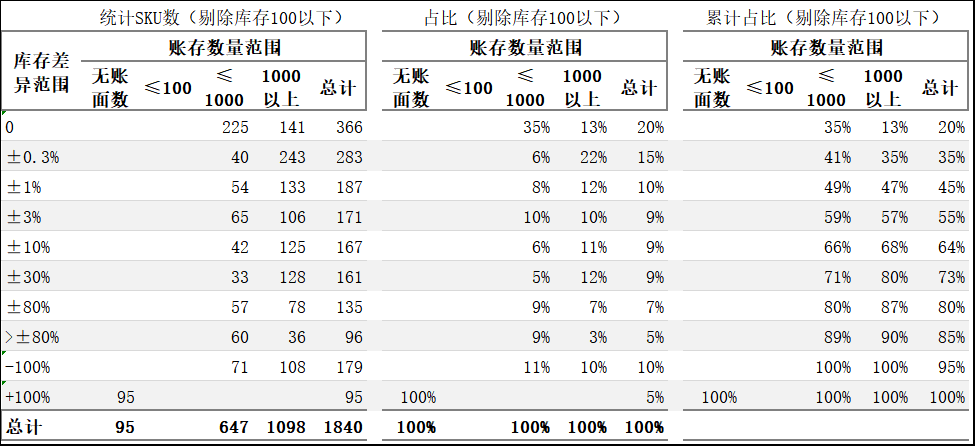 统计SKU数（剔除库存100以下） 占比（剔除库存100以下） 累计占比（剔除库存100以下）
库存差异范围 账存数量范围 账存数量范围 账存数量范围
无账面数 ≤100 ≤1000 1000以上 总计 无账面数 ≤100 ≤1000 1000以上 总计 无账面数 ≤100 ≤1000 1000以上 总计
0 225 141 366 35% 13% 20% 35% 13% 20%
±0.3% 40 243 283 6% 22% 15% 41% 35% 35%
±1% 54 133 187 8% 12% 10% 49% 47% 45%
±3% 65 106 171 10% 10% 9% 59% 57% 55%
±10% 42 125 167 6% 11% 9% 66% 68% 64%
±30% 33 128 161 5% 12% 9% 71% 80% 73%
±80% 57 78 135 9% 7% 7% 80% 87% 80%
>±80% 60 36 96 9% 3% 5% 89% 90% 85%
-100% 71 108 179 11% 10% 10% 100% 100% 95%
+100% 95 95 100% 5% 100% 100% 100% 100%
总计 95 647 1098 1840 100% 100% 100% 100%